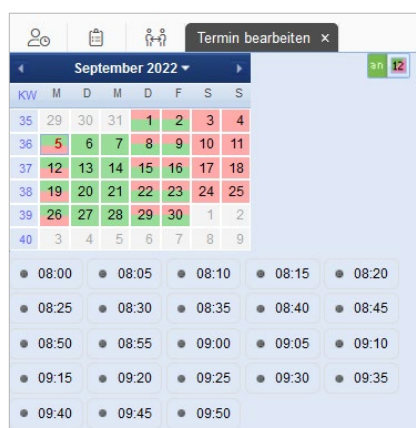 Termin bearbeiten ×
September 2022
an 12
KW M D M D F S S
35 29 30 31 1 2 3 4
36 5 6 7 8 9 10 11
37 12 13 14 15 16 17 18
38 19 20 21 22 23 24 25
39 26 27 28 29 30 1 2
40 3 4 5 6 7 8 9
08:00 08:05 08:10 08:15 08:20
08:25 08:30 08:35 08:40 08:45
08:50 08:55 09:00 09:05 09:10
09:15 09:20 09:25 09:30 09:35
09:40 09:45 09:50